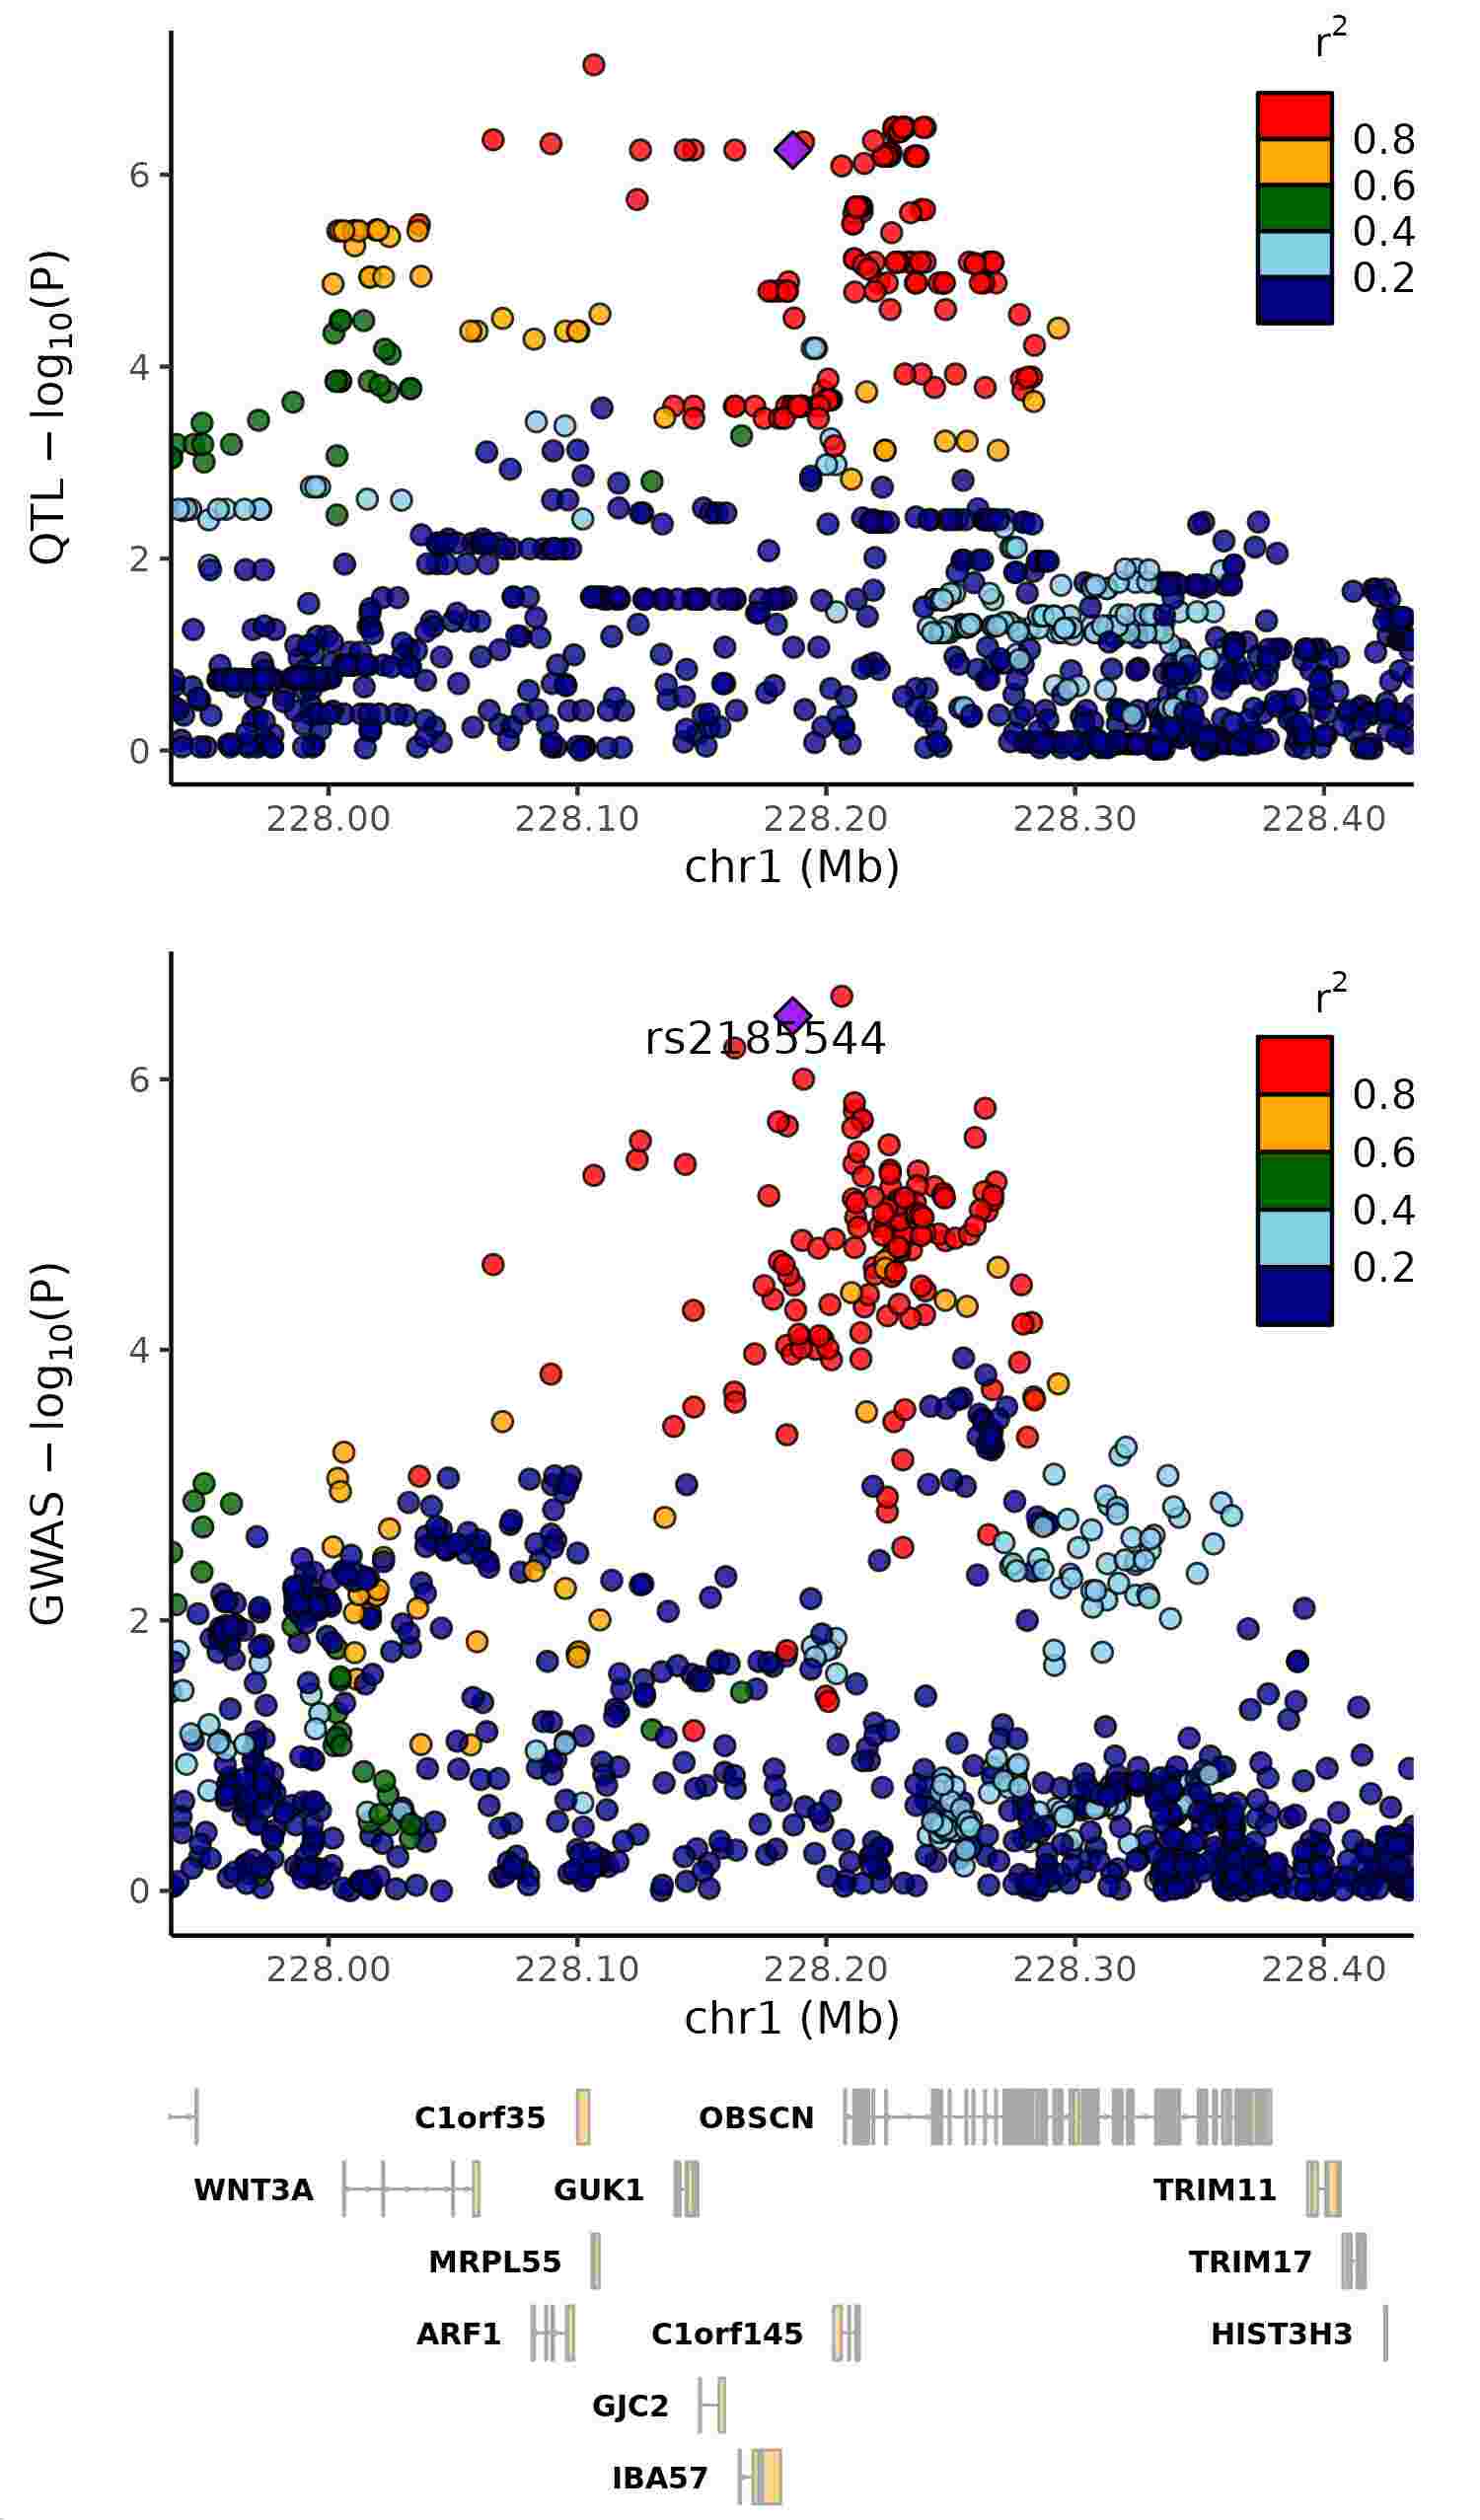 r²
0.8
0.6
0.4
0.2
6
4
2
0
QTL − log₁₀(P)
228.00 228.10 228.20 228.30 228.40
chr1 (Mb)
r²
0.8
0.6
0.4
0.2
rs2185544
6
4
2
0
GWAS − log₁₀(P)
228.00 228.10 228.20 228.30 228.40
chr1 (Mb)
C1orf35 OBSCN
WNT3A GUK1 TRIM11
MRPL55 TRIM17
ARF1 C1orf145 HIST3H3
GJC2
IBA57